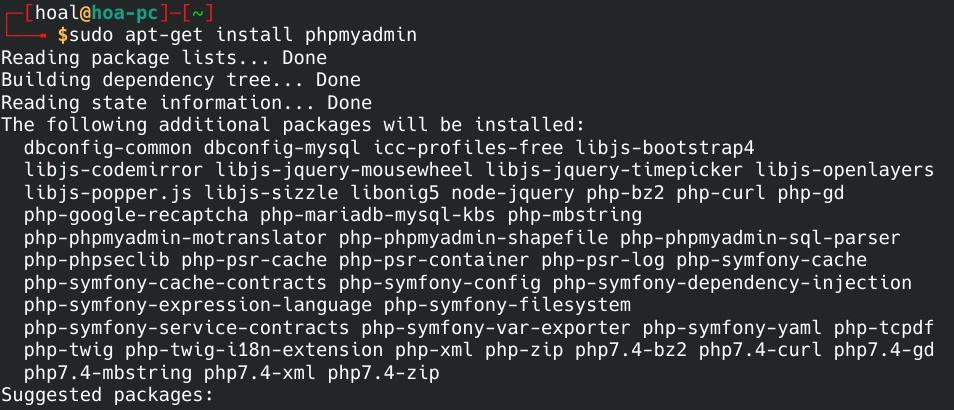 ┌─[hoal@hoa-pc]─[~]
└──╼ $sudo apt-get install phpmyadmin
Reading package lists... Done
Building dependency tree... Done
Reading state information... Done
The following additional packages will be installed:
  dbconfig-common dbconfig-mysql icc-profiles-free libjs-bootstrap4
  libjs-codemirror libjs-jquery-mousewheel libjs-jquery-timepicker libjs-openlayers
  libjs-popper.js libjs-sizzle libonig5 node-jquery php-bz2 php-curl php-gd
  php-google-recaptcha php-mariadb-mysql-kbs php-mbstring
  php-phpmyadmin-motranslator php-phpmyadmin-shapefile php-phpmyadmin-sql-parser
  php-phpseclib php-psr-cache php-psr-container php-psr-log php-symfony-cache
  php-symfony-cache-contracts php-symfony-config php-symfony-dependency-injection
  php-symfony-expression-language php-symfony-filesystem
  php-symfony-service-contracts php-symfony-var-exporter php-symfony-yaml php-tcpdf
  php-twig php-twig-i18n-extension php-xml php-zip php7.4-bz2 php7.4-curl php7.4-gd
  php7.4-mbstring php7.4-xml php7.4-zip
Suggested packages: